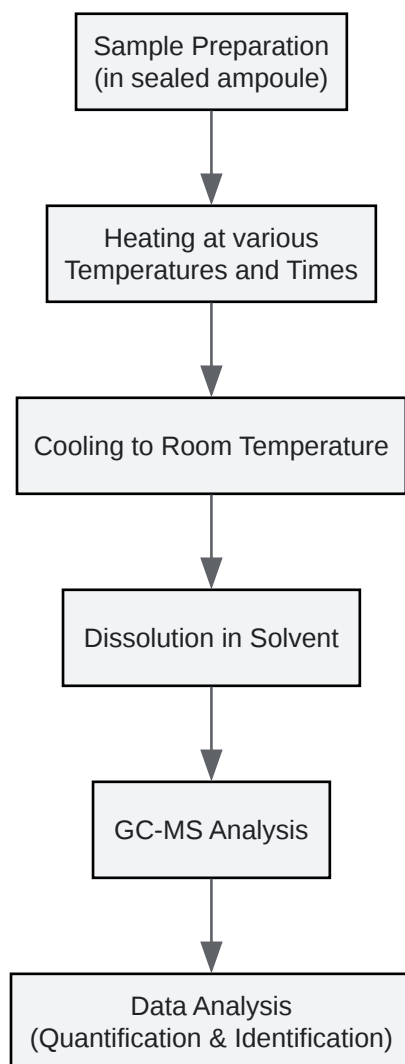 Sample Preparation
(in sealed ampoule)
Heating at various
Temperatures and Times
Cooling to Room Temperature
Dissolution in Solvent
GC-MS Analysis
Data Analysis
(Quantification & Identification)